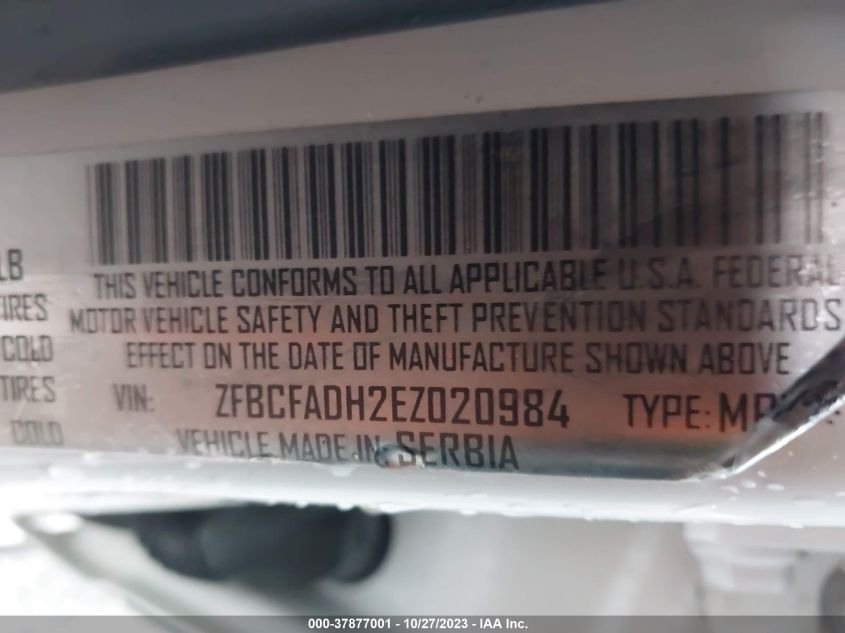 LB
THIS VEHICLE CONFORMS TO ALL APPLICABLE U.S.A. FEDERAL
TIRES MOTOR VEHICLE SAFETY AND THEFT PREVENTION STANDARDS
COLD EFFECT ON THE DATE OF MANUFACTURE SHOWN ABOVE
TIRES VIN: ZFBCFADH2EZ020984 TYPE:
COLD VEHICLE MADE IN SERBIA
000-37877001 - 10/27/2023 - IAA Inc.